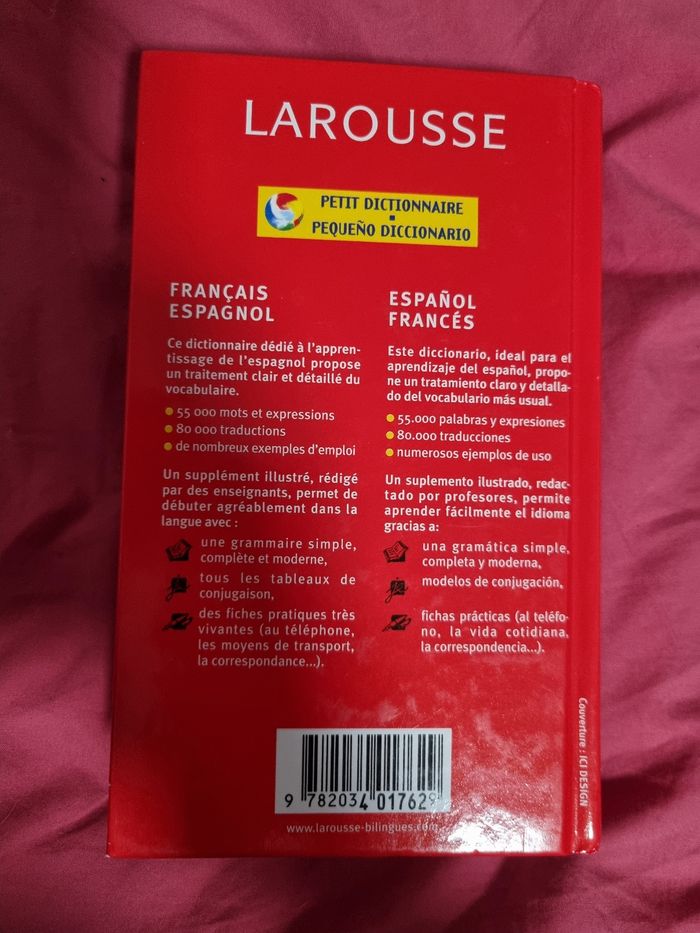 LAROUSSE
PETIT DICTIONNAIRE
PEQUEÑO DICCIONARIO
FRANÇAIS
ESPAGNOL
Ce dictionnaire dédié à l'appren-
tissage de l'espagnol propose
un traitement clair et détaillé du
vocabulaire.
55 000 mots et expressions
80 000 traductions
de nombreux exemples d'emploi
Un supplément illustré, rédigé
par des enseignants, permet de
débuter agréablement dans la
langue avec :
une grammaire simple,
complète et moderne,
tous les tableaux de
conjugaison,
des fiches pratiques très
vivantes (au téléphone,
les moyens de transport,
la correspondance...).
ESPAÑOL
FRANCÉS
Este diccionario, ideal para el
aprendizaje del español, propo-
ne un tratamiento claro y detalla-
do del vocabulario más usual.
55.000 palabras y expresiones
80.000 traducciones
numerosos ejemplos de uso
Un suplemento ilustrado, redac-
tado por profesores, permite
aprender fácilmente el idioma
gracias a:
una gramática simple,
completa y moderna,
modelos de conjugación,
fichas prácticas (al teléfo-
no, la vida cotidiana,
la correspondencia...).
Couverture : ICI DESIGN
9 782034 017629
www.larousse-bilingues.com